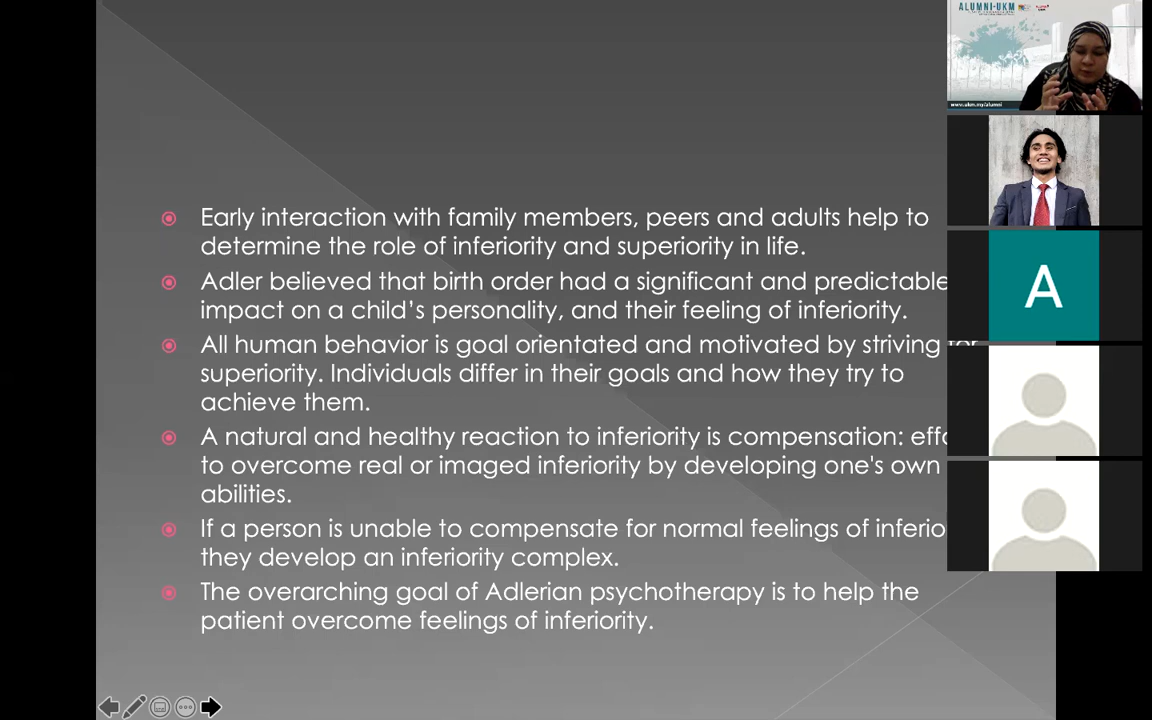 Early interaction with family members, peers and adults help to
determine the role of inferiority and superiority in life.
Adler believed that birth order had a significant and predictable
impact on a child's personality, and their feeling of inferiority.
All human behavior is goal orientated and motivated by striving for
superiority. Individuals differ in their goals and how they try to
achieve them.
A natural and healthy reaction to inferiority is compensation:
to overcome real or imaged inferiority by developing one's own
abilities.
If a person is unable to compensate for normal feelings of
they develop an inferiority complex.
The overarching goal of Adlerian psychotherapy is to help the
patient overcome feelings of inferiority.
ALUMNI-UKM
www.ukm.my/alumni
A